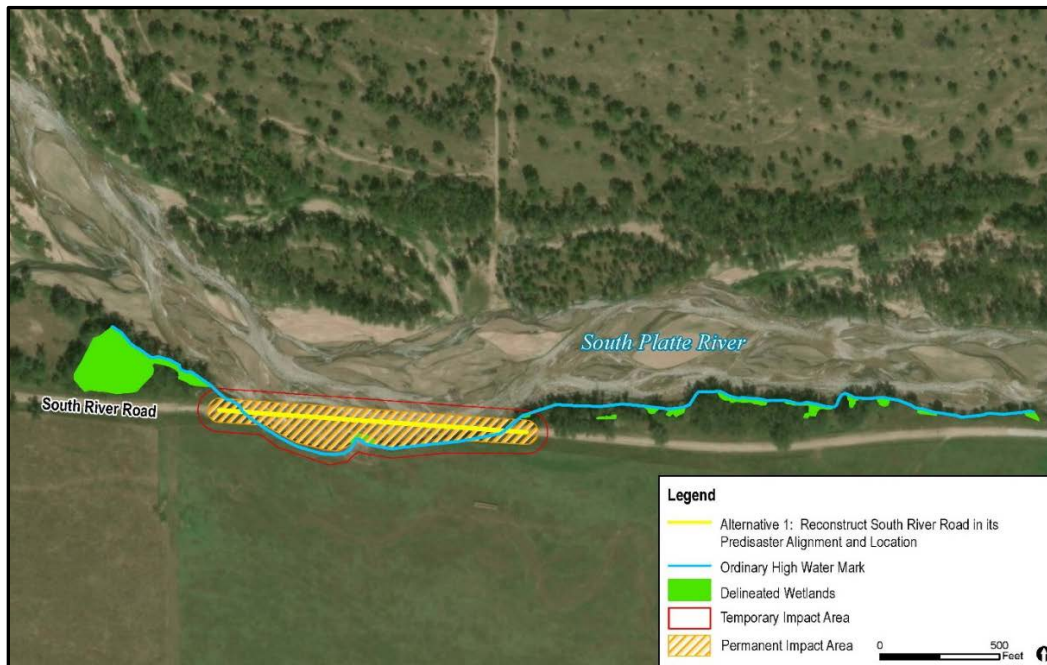 South Platte River
South River Road
Legend
Alternative 1: Reconstruct South River Road in its
Predisaster Alignment and Location
Ordinary High Water Mark
Delineated Wetlands
Temporary Impact Area
Permanent Impact Area
0 500
Feet